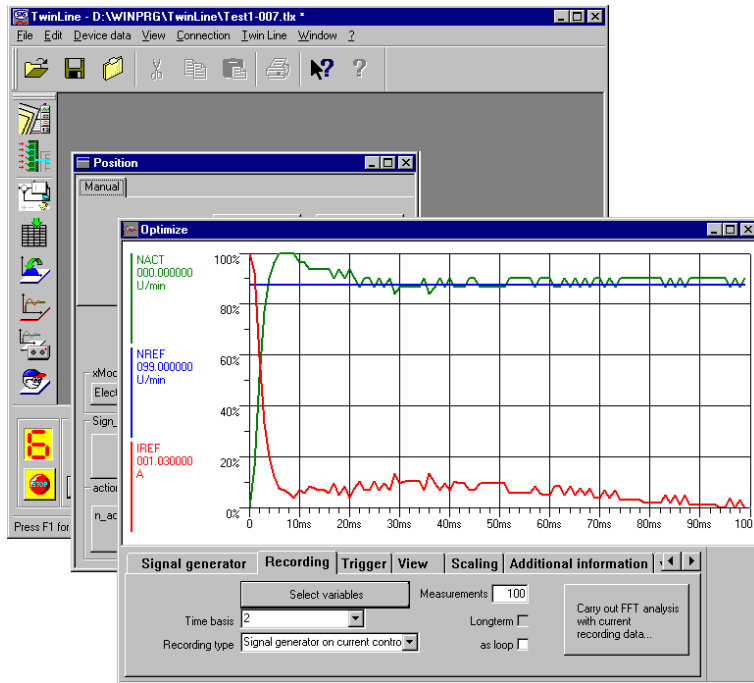 TwinLine - D:\WINPRG\TwinLine\Test1-007.tlx *
File Edit Device data View Connection Twin Line Window ?
Position
Manual
Optimize
NACT
000.000000
U/min
NREF
099.000000
U/min
IREF
001.030000
A
100%
80%
60%
40%
20%
0%
0 10ms 20ms 30ms 40ms 50ms 60ms 70ms 80ms 90ms 100
xMo
Elect
Sign_
action
n_ac
6
STOP
Press F1 for
Signal generator Recording Trigger View Scaling Additional information
Select variables Measurements 100
Time basis 2 Longterm
Recording type Signal generator on current contro as loop
Carry out FFT analysis
with current
recording data...